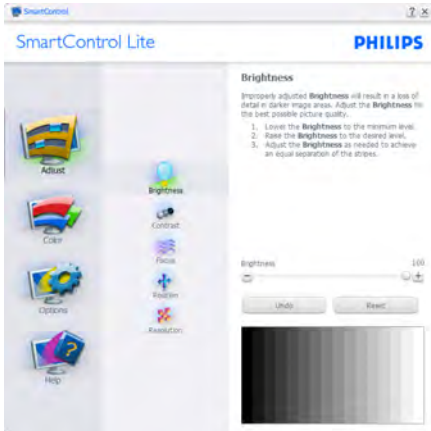 SmartControl
SmartControl Lite
PHILIPS
Adjust
Color
Options
Help
Brightness
Contrast
Focus
Position
Resolution
Brightness
Improperly adjusted Brightness will result in a loss of
detail in darker image areas. Adjust the Brightness for
the best possible picture quality.
1. Lower the Brightness to the minimum level.
2. Raise the Brightness to the desired level.
3. Adjust the Brightness as needed to achieve
an equal separation of the stripes.
Brightness 100
Undo Reset